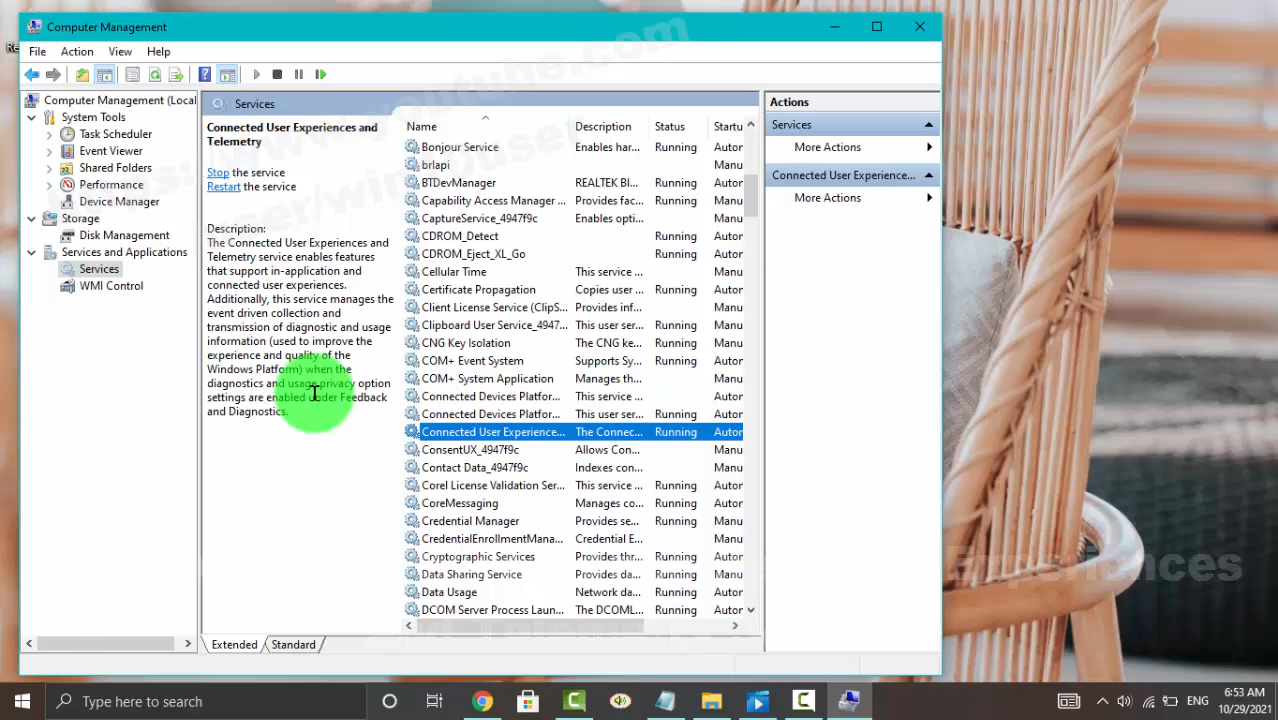 Computer Management
File Action View Help
Computer Management (Local
System Tools
Task Scheduler
Event Viewer
Shared Folders
Performance
Device Manager
Storage
Disk Management
Services and Applications
Services
WMI Control
Services
Connected User Experiences and
Telemetry
Stop the service
Restart the service
Description:
The Connected User Experiences and
Telemetry service enables features
that support in-application and
connected user experiences.
Additionally, this service manages the
event driven collection and
transmission of diagnostic and usage
information (used to improve the
experience and quality of the
Windows Platform) when the
diagnostics and usage privacy option
settings are enabled under Feedback
and Diagnostics.
Name Description Status Startu
Bonjour Service Enables har... Running Autor
brlapi Manu
BTDevManager REALTEK Bl... Running Autor
Capability Access Manager ... Provides fac... Running Manu
CaptureService_4947f9c Enables opti... Manu
CDROM_Detect Running Autor
CDROM_Eject_XL_Go Running Autor
Cellular Time This service ... Manu
Certificate Propagation Copies user ... Running Manu
Client License Service (ClipS... Provides inf... Manu
Clipboard User Service_4947... This user ser... Running Manu
CNG Key Isolation The CNG ke... Running Manu
COM+ Event System Supports Sy... Running Autor
COM+ System Application Manages th... Manu
Connected Devices Platfor... This service ... Autor
Connected Devices Platfor... This user ser... Running Autor
Connected User Experience... The Connec... Running Autor
ConsentUX_4947f9c Allows Con... Manu
Contact Data_4947f9c Indexes con... Manu
Corel License Validation Ser... This service ... Running Autor
CoreMessaging Manages co... Running Autor
Credential Manager Provides se... Running Manu
CredentialEnrollmentMana... Credential E... Manu
Cryptographic Services Provides thr... Running Autor
Data Sharing Service Provides da... Running Manu
Data Usage Network da... Running Autor
DCOM Server Process Laun... The DCOML... Running Autor
Extended Standard
Actions
Services
More Actions
Connected User Experience...
More Actions
Experiences
Type here to search
ENG
6:53 AM
10/29/2021